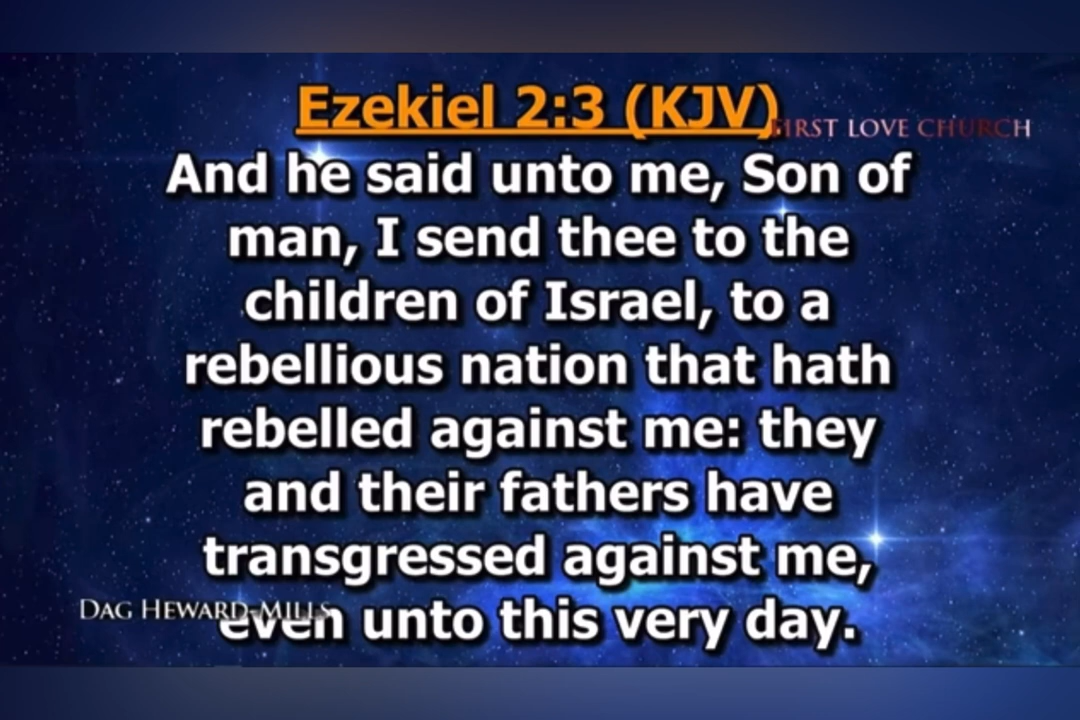 Ezekiel 2:3 (KJV)
FIRST LOVE CHURCH
And he said unto me, Son of
man, I send thee to the
children of Israel, to a
rebellious nation that hath
rebelled against me: they
and their fathers have
transgressed against me,
DAG HEWARD-MILLS
even unto this very day.